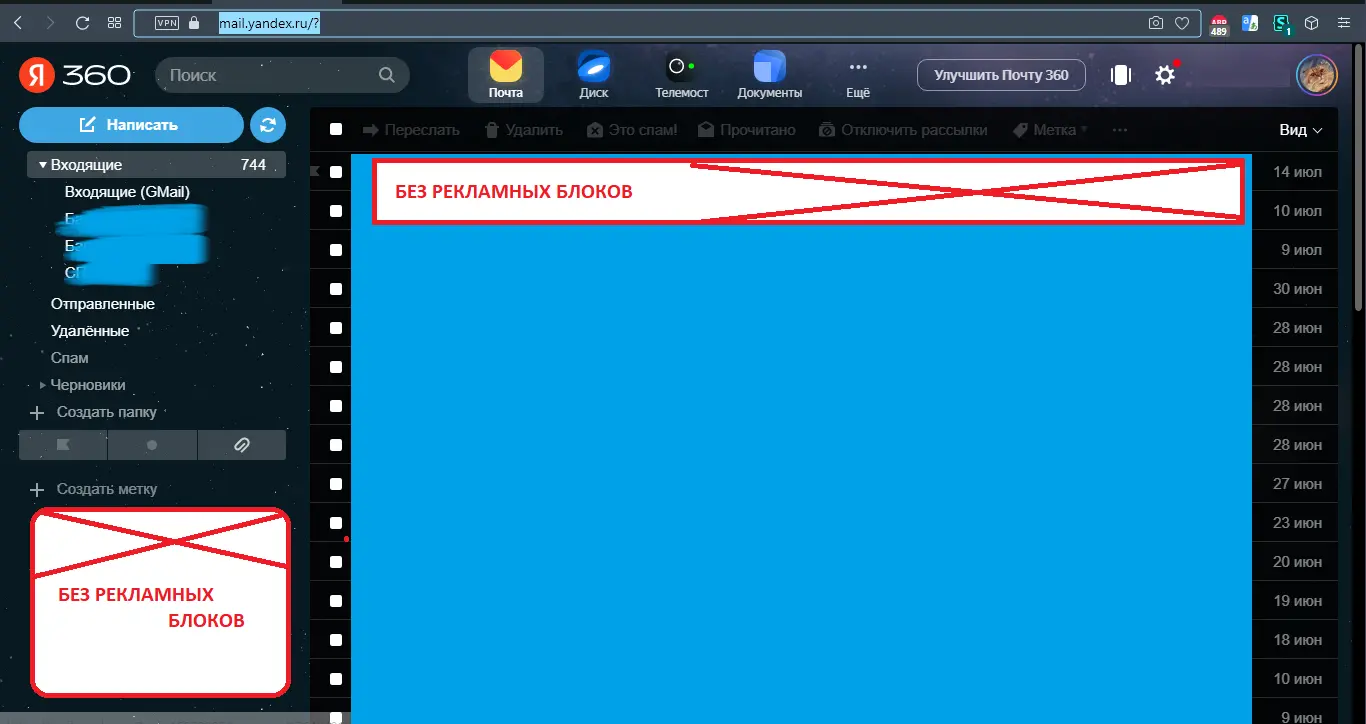 VPN
mail.yandex.ru/?
ABP
489
1
Я 360
Поиск
Почта
Диск
Телемост
Документы
Ещё
Улучшить Почту 360
Написать
Переслать
Удалить
Это спам!
Прочитано
Отключить рассылки
Метка
Вид
Входящие 744
Входящие (GMail)
Отправленные
Удалённые
Спам
Черновики
Создать папку
Создать метку
БЕЗ РЕКЛАМНЫХ
БЛОКОВ
БЕЗ РЕКЛАМНЫХ БЛОКОВ
14 июл
10 июл
9 июл
30 июн
28 июн
28 июн
28 июн
28 июн
27 июн
23 июн
20 июн
19 июн
18 июн
10 июн
9 июн